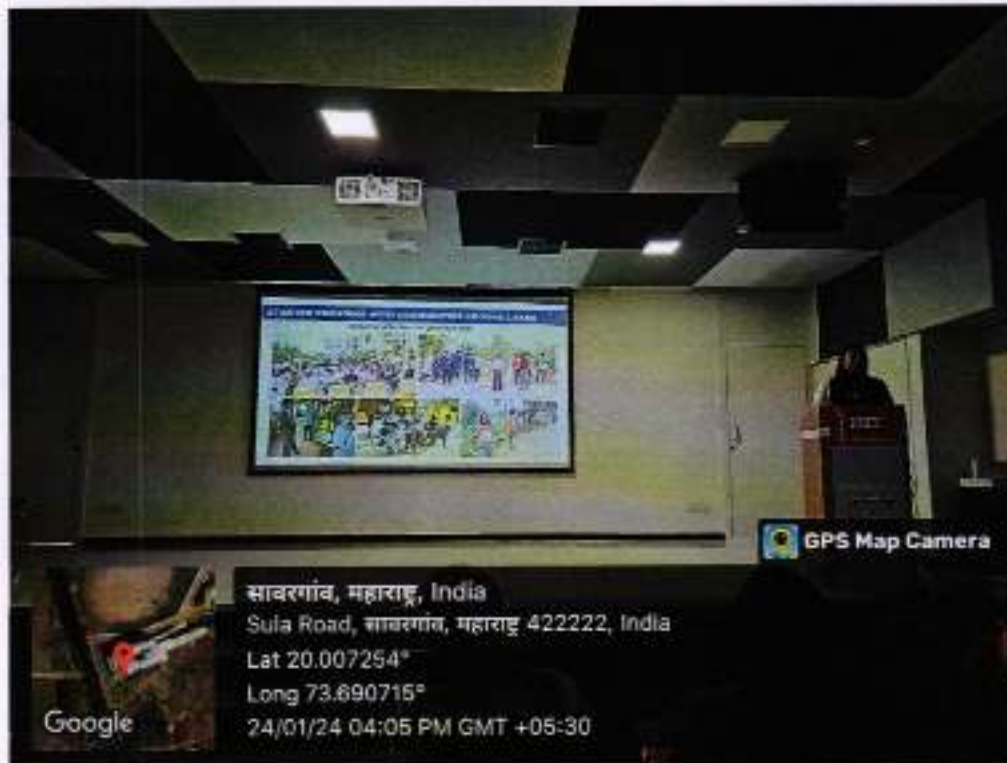 GPS Map Camera
सावरगांव, महाराष्ट्र, India
Sula Road, सावरगांव, महाराष्ट्र 422222, India
Lat 20.007254°
Long 73.690715°
24/01/24 04:05 PM GMT +05:30
Google